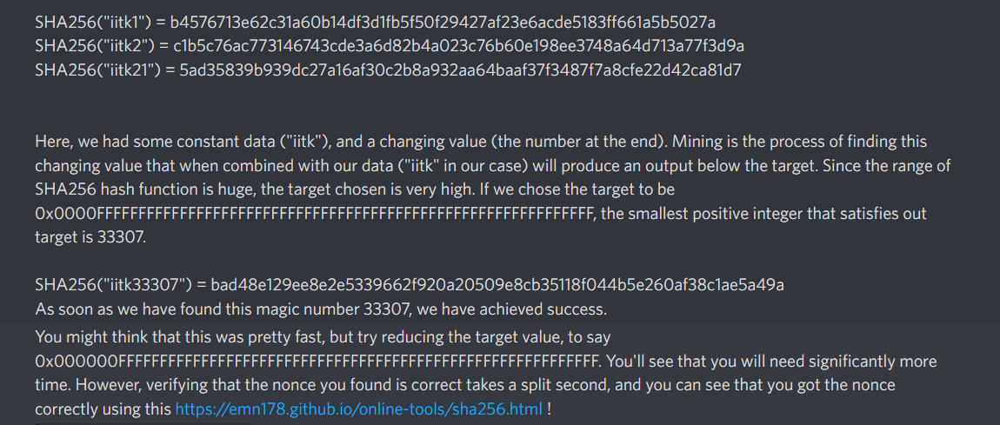 SHA256("iitk1") = b4576713e62c31a60b14df3d1fb5f50f29427af23e6acde5183ff661a5b5027a
SHA256("iitk2") = c1b5c76ac773146743cde3a6d82b4a023c76b60e198ee3748a64d713a77f3d9a
SHA256("iitk21") = 5ad35839b939dc27a16af30c2b8a932aa64baaf37f3487f7a8cfe22d42ca81d7
Here, we had some constant data ("iitk"), and a changing value (the number at the end). Mining is the process of finding this
changing value that when combined with our data ("iitk" in our case) will produce an output below the target. Since the range of
SHA256 hash function is huge, the target chosen is very high. If we chose the target to be
0x0000FFFFFFFFFFFFFFFFFFFFFFFFFFFFFFFFFFFFFFFFFFFFFFFFFFFFFFFFFFFF, the smallest positive integer that satisfies out
target is 33307.
SHA256("iitk33307") = bad48e129ee8e2e5339662f920a20509e8cb35118f044b5e260af38c1ae5a49a
As soon as we have found this magic number 33307, we have achieved success.
You might think that this was pretty fast, but try reducing the target value, to say
0x000000FFFFFFFFFFFFFFFFFFFFFFFFFFFFFFFFFFFFFFFFFFFFFFFFFFFFFFFFFF. You'll see that you will need significantly more
time. However, verifying that the nonce you found is correct takes a split second, and you can see that you got the nonce
correctly using this https://emn178.github.io/online-tools/sha256.html !